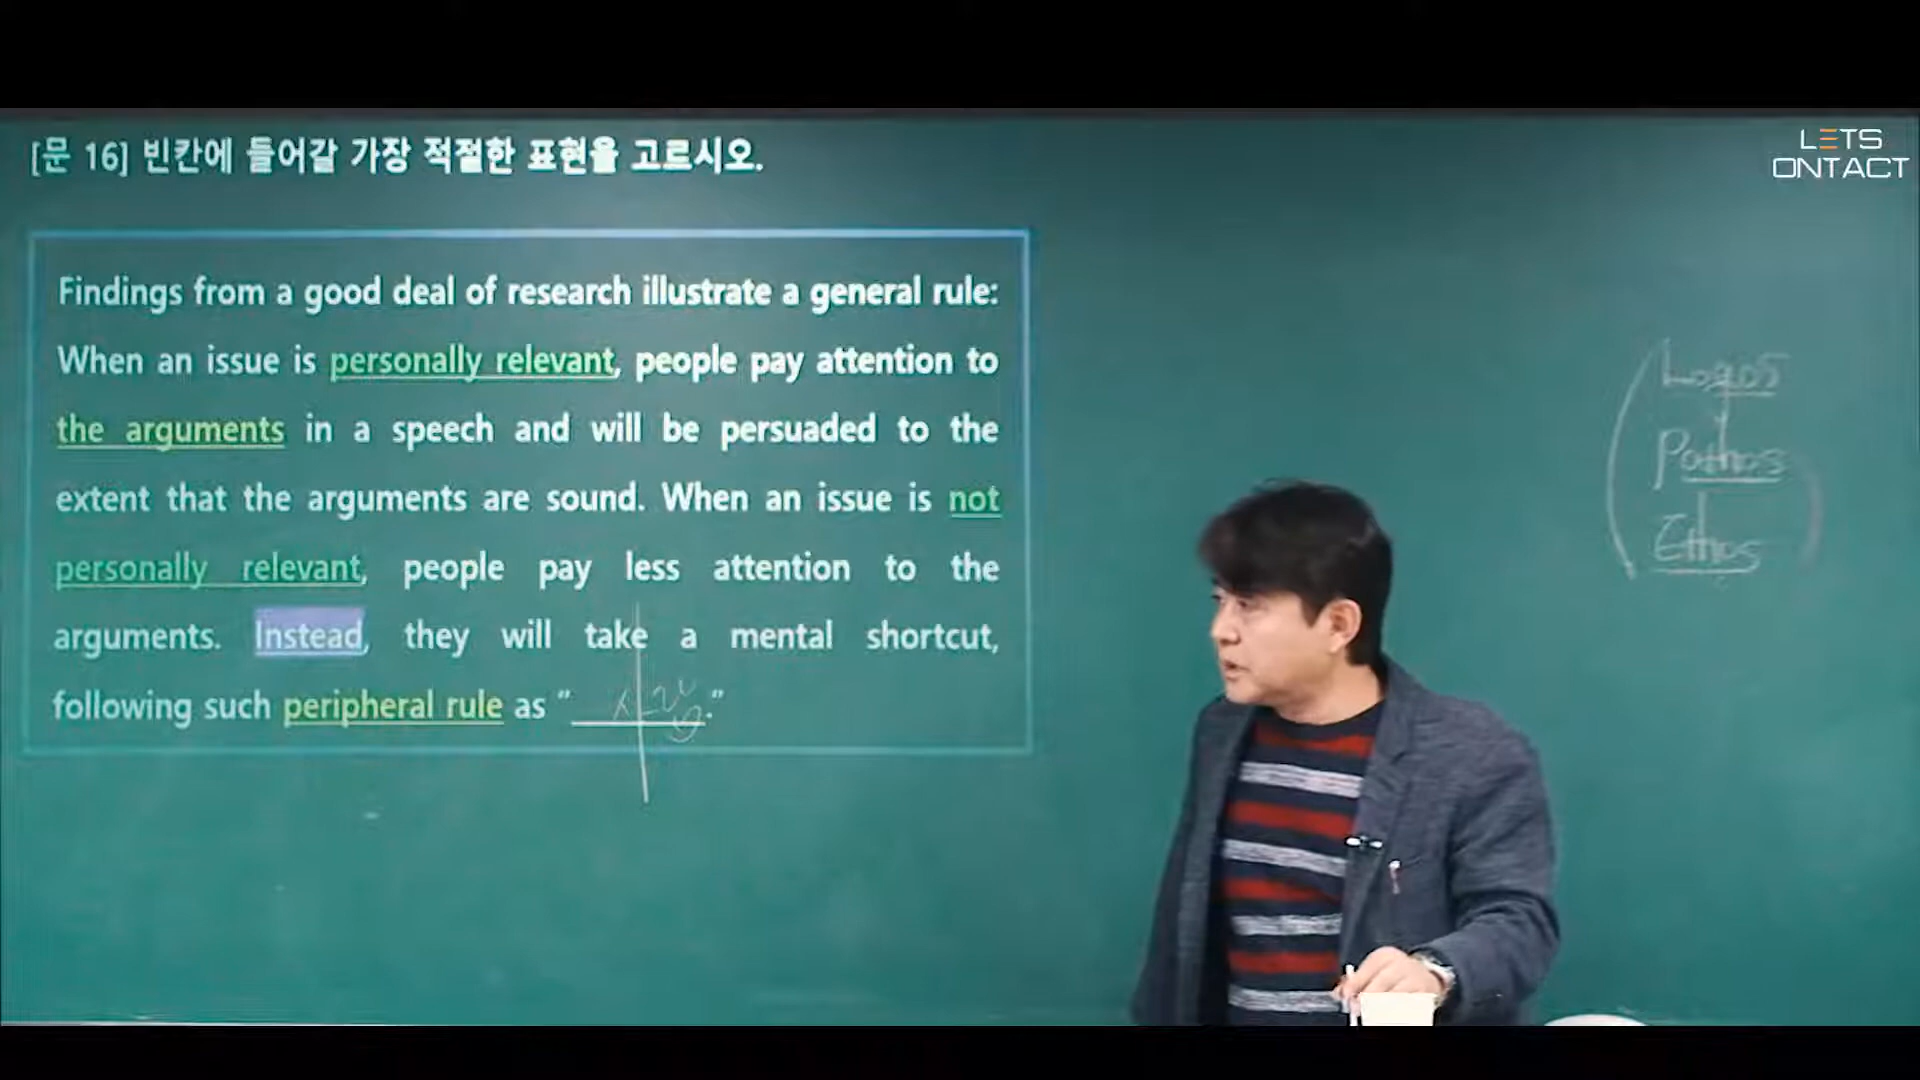 LETS
ONTACT
[문 16] 빈칸에 들어갈 가장 적절한 표현을 고르시오.
Findings from a good deal of research illustrate a general rule:
When an issue is personally relevant, people pay attention to
the arguments in a speech and will be persuaded to the
extent that the arguments are sound. When an issue is not
personally relevant, people pay less attention to the
arguments. Instead, they will take a mental shortcut,
following such peripheral rule as “ .”
Logos
Pathos
Ethos